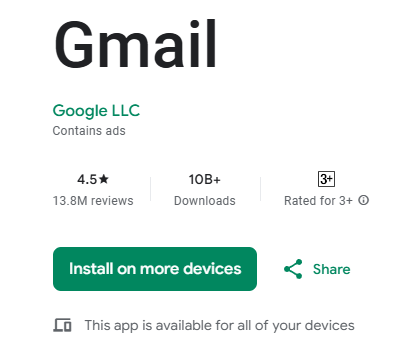 Gmail
Google LLC
Contains ads
4.5★ 10B+ 3+
13.8M reviews Downloads Rated for 3+
Install on more devices Share
This app is available for all of your devices